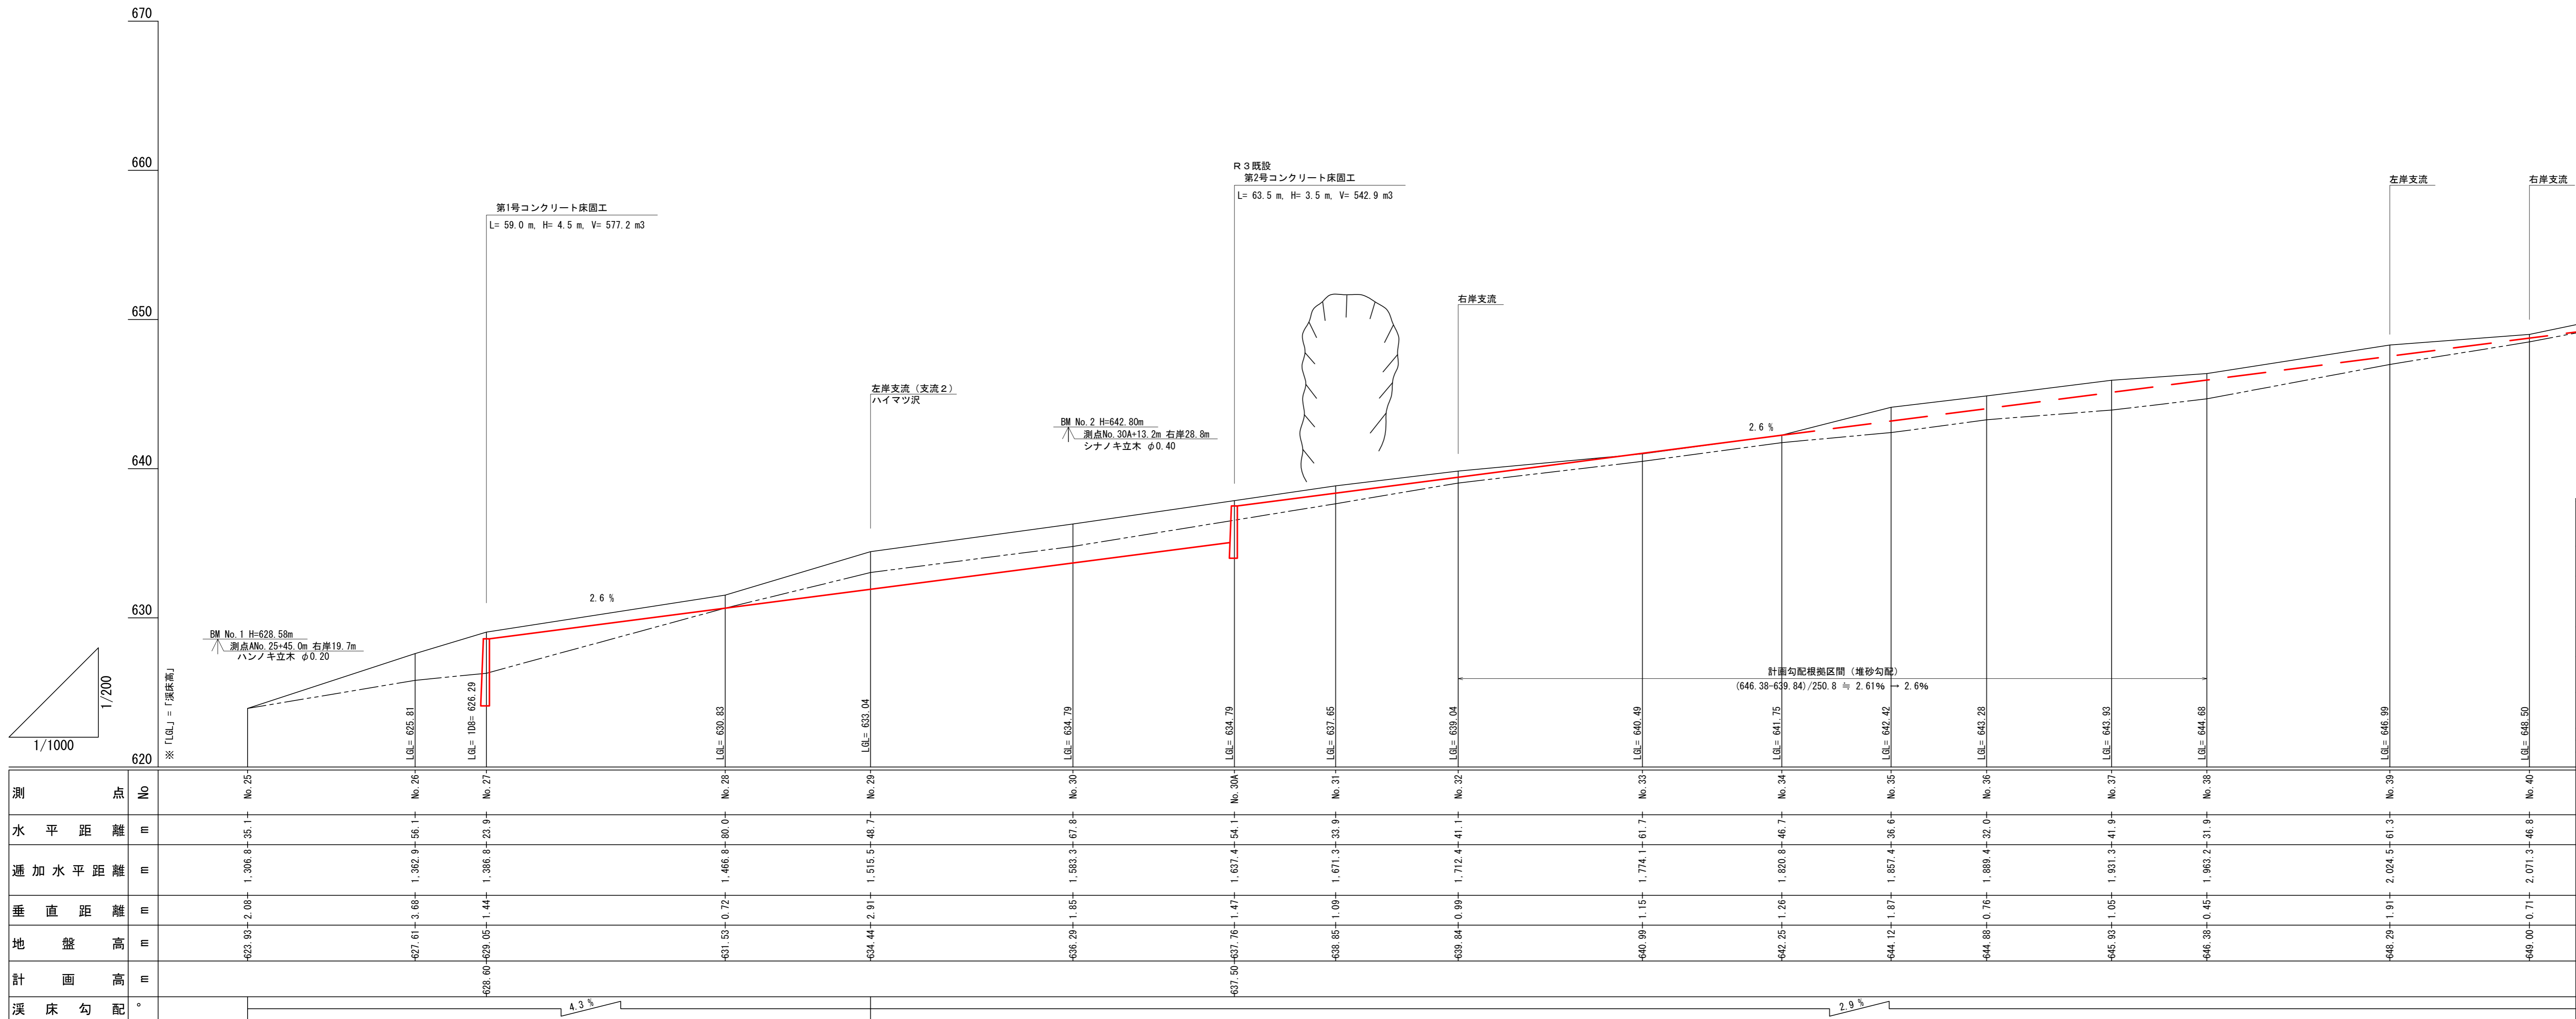 670
660
650
640
630
620
1/200
1/1000
※「LGL」=「渓床高」
第1号コンクリート床固工
L= 59.0 m, H= 4.5 m, V= 577.2 m3
R3既設
第2号コンクリート床固工
L= 63.5 m, H= 3.5 m, V= 542.9 m3
左岸支流
右岸支流
右岸支流
左岸支流（支流2）
ハイマツ沢
BM No.2 H=642.80m
測点No.30A+13.2m 右岸28.8m
シナノキ立木 φ0.40
2.6 %
2.6 %
BM No.1 H=628.58m
測点ANo.25+45.0m 右岸19.7m
ハンノキ立木 φ0.20
計画勾配根拠区間（堆砂勾配）
(646.38-639.84)/250.8 ≒ 2.61% → 2.6%
LGL= 625.81
LGL= 1D8= 626.29
LGL= 630.83
LGL= 633.04
LGL= 634.79
LGL= 634.79
LGL= 637.65
LGL= 639.04
LGL= 640.49
LGL= 641.75
LGL= 642.42
LGL= 643.28
LGL= 643.93
LGL= 644.68
LGL= 646.99
LGL= 648.50
測点 No No.25 No.26 No.27 No.28 No.29 No.30 No.30A No.31 No.32 No.33 No.34 No.35 No.36 No.37 No.38 No.39 No.40
水平距離 m 35.1 56.1 23.9 80.0 48.7 67.8 54.1 33.9 41.1 61.7 46.7 36.6 32.0 41.9 31.9 61.3 46.8
逓加水平距離 m 1,306.8 1,362.9 1,386.8 1,466.8 1,515.5 1,583.3 1,637.4 1,671.3 1,712.4 1,774.1 1,820.8 1,857.4 1,889.4 1,931.3 1,963.2 2,024.5 2,071.3
垂直距離 m 2.08 3.68 1.44 0.72 2.91 1.85 1.47 1.09 0.99 1.15 1.26 1.87 0.76 1.05 0.45 1.91 0.71
地盤高 m 623.93 627.61 629.05 631.53 634.44 636.29 637.76 638.85 639.84 640.99 642.25 644.12 644.88 645.93 646.38 648.29 649.00
計画高 m 628.60 637.50
渓床勾配 ° 4.3 % 2.9 %